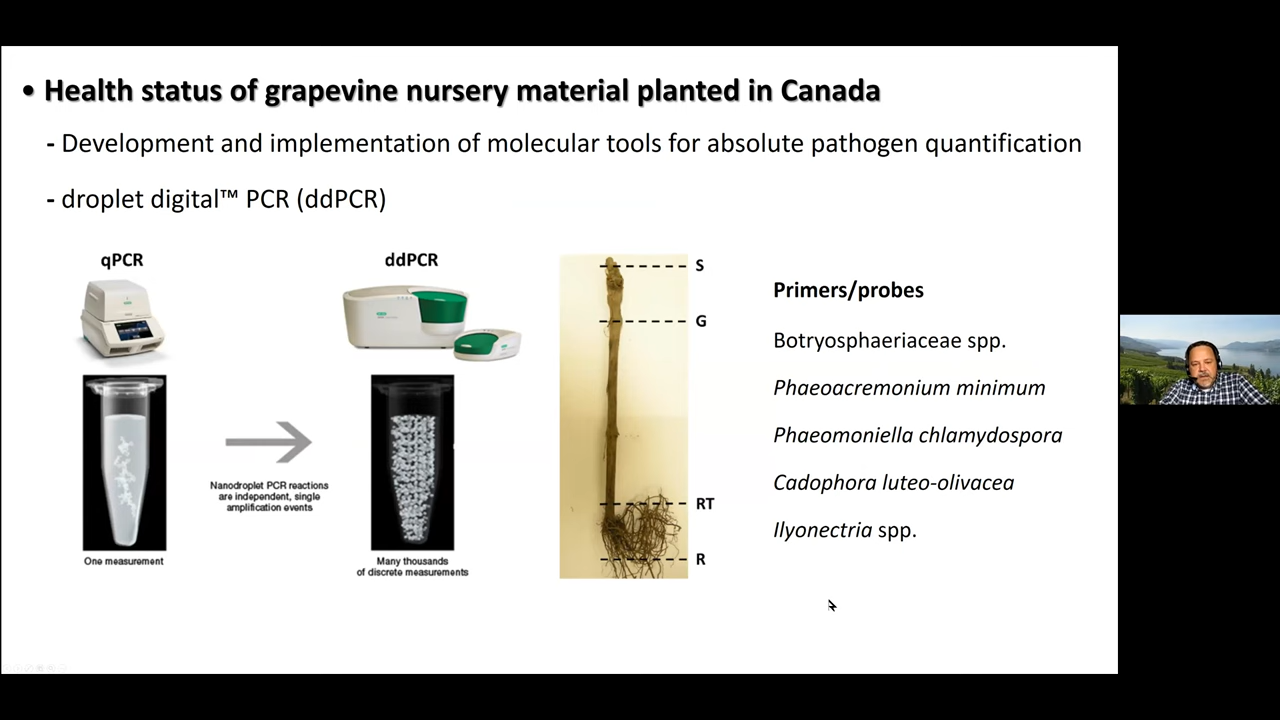 • Health status of grapevine nursery material planted in Canada
- Development and implementation of molecular tools for absolute pathogen quantification
- droplet digital™ PCR (ddPCR)
qPCR
ddPCR
Nanodroplet PCR reactions
are independent, single
amplification events
One measurement
Many thousands
of discrete measurements
S
G
RT
R
Primers/probes
Botryosphaeriaceae spp.
Phaeoacremonium minimum
Phaeomoniella chlamydospora
Cadophora luteo-olivacea
Ilyonectria spp.